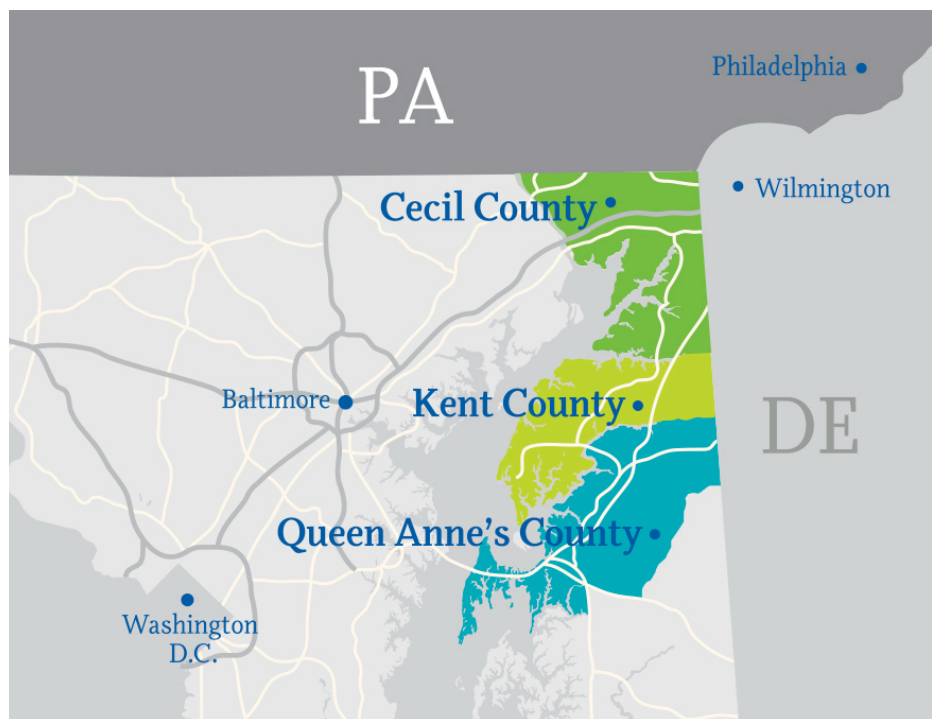 Philadelphia
PA
Wilmington
Cecil County
Baltimore
Kent County
DE
Queen Anne's County
Washington
D.C.